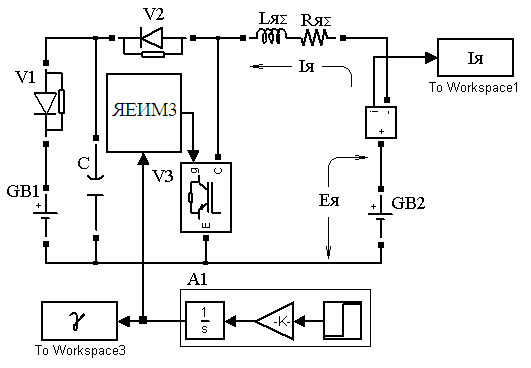 V2
LяΣ
RяΣ
Iя
Iя
To Workspace1
V1
ЯЕИМ3
i
+
C
V3
g
C
E
GB1
+
Eя
+
GB2
A1
γ
1
s
-K-
To Workspace3